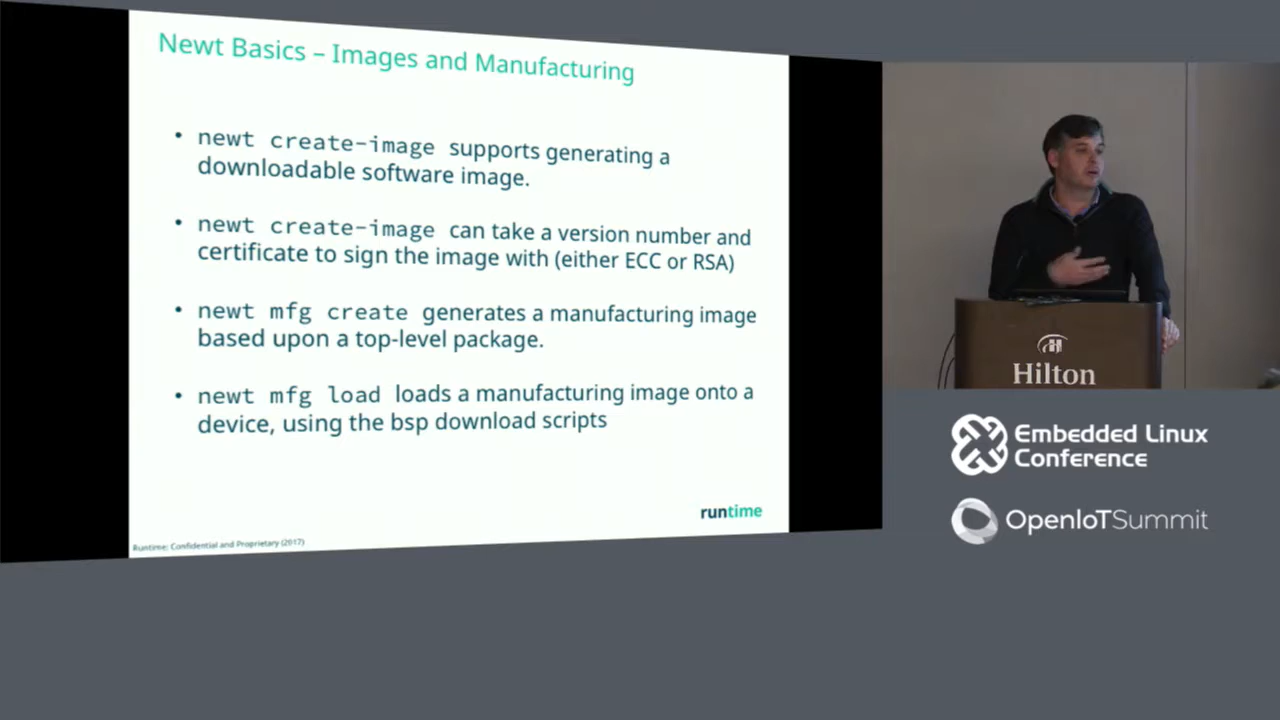 Newt Basics – Images and Manufacturing
• newt create-image supports generating a
downloadable software image.
• newt create-image can take a version number and
certificate to sign the image with (either ECC or RSA)
• newt mfg create generates a manufacturing image
based upon a top-level package.
• newt mfg load loads a manufacturing image onto a
device, using the bsp download scripts
runtime
Runtime: Confidential and Proprietary (2017)
Hilton
Embedded Linux
Conference
OpenIoTSummit